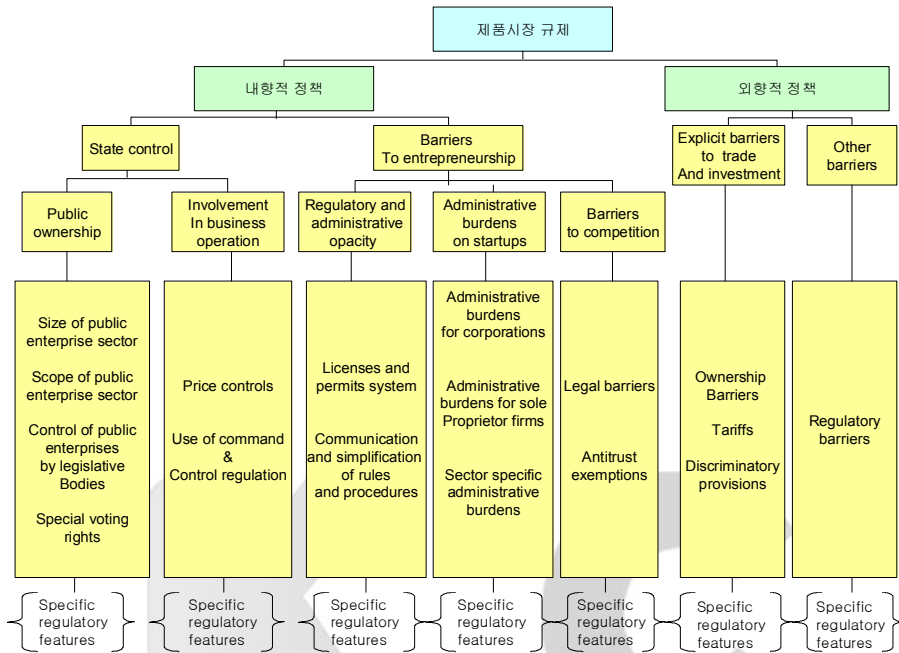 제품시장 규제
내향적 정책
외향적 정책
State control
Barriers
To entrepreneurship
Explicit barriers
to trade
And investment
Other
barriers
Public
ownership
Involvement
In business
operation
Regulatory and
administrative
opacity
Administrative
burdens
on startups
Barriers
to competition
Size of public
enterprise sector
Scope of public
enterprise sector
Control of public
enterprises
by legislative
Bodies
Special voting
rights
Price controls
Use of command
&
Control regulation
Licenses and
permits system
Communication
and simplification
of rules
and procedures
Administrative
burdens
for corporations
Administrative
burdens for sole
Proprietor firms
Sector specific
administrative
burdens
Legal barriers
Antitrust
exemptions
Ownership
Barriers
Tariffs
Discriminatory
provisions
Regulatory
barriers
Specific
regulatory
features
Specific
regulatory
features
Specific
regulatory
features
Specific
regulatory
features
Specific
regulatory
features
Specific
regulatory
features
Specific
regulatory
features